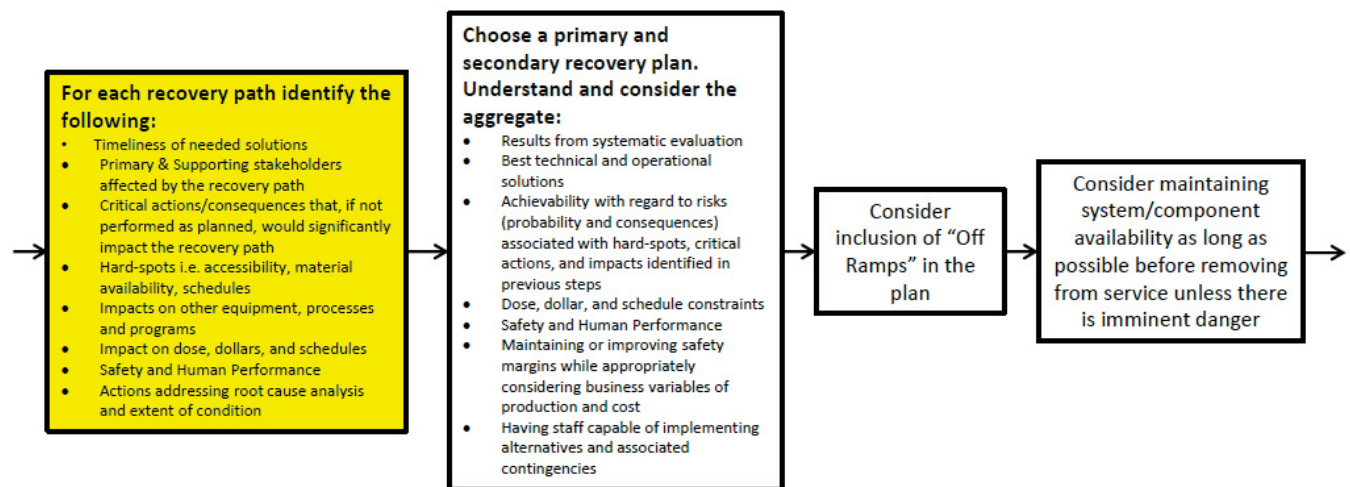 For each recovery path identify the
following:
• Timeliness of needed solutions
• Primary & Supporting stakeholders
affected by the recovery path
• Critical actions/consequences that, if not
performed as planned, would significantly
impact the recovery path
• Hard-spots i.e. accessibility, material
availability, schedules
• Impacts on other equipment, processes
and programs
• Impact on dose, dollars, and schedules
• Safety and Human Performance
• Actions addressing root cause analysis
and extent of condition
Choose a primary and
secondary recovery plan.
Understand and consider the
aggregate:
• Results from systematic evaluation
• Best technical and operational
solutions
• Achievability with regard to risks
(probability and consequences)
associated with hard-spots, critical
actions, and impacts identified in
previous steps
• Dose, dollar, and schedule constraints
• Safety and Human Performance
• Maintaining or improving safety
margins while appropriately
considering business variables of
production and cost
• Having staff capable of implementing
alternatives and associated
contingencies
Consider
inclusion of “Off
Ramps” in the
plan
Consider maintaining
system/component
availability as long as
possible before removing
from service unless there
is imminent danger